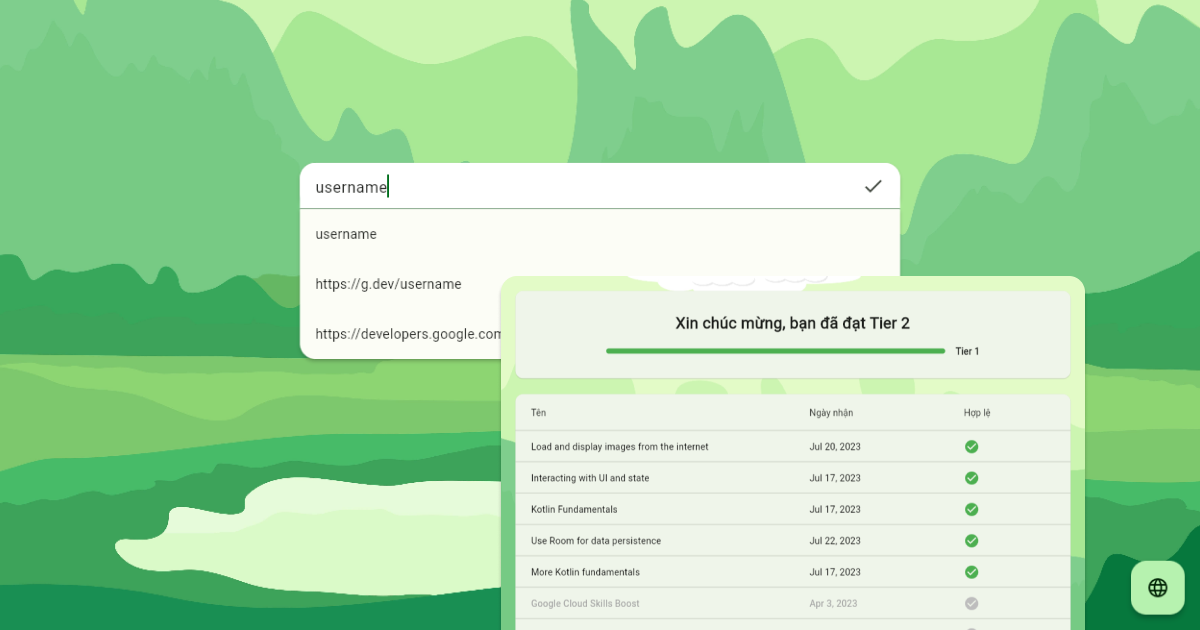 username
username
https://g.dev/username
https://developers.google.com
Xin chúc mừng, bạn đã đạt Tier 2
Tier 1
Tên Ngày nhận Hợp lệ
Load and display images from the internet Jul 20, 2023
Interacting with UI and state Jul 17, 2023
Kotlin Fundamentals Jul 17, 2023
Use Room for data persistence Jul 22, 2023
More Kotlin fundamentals Jul 17, 2023
Google Cloud Skills Boost Apr 3, 2023